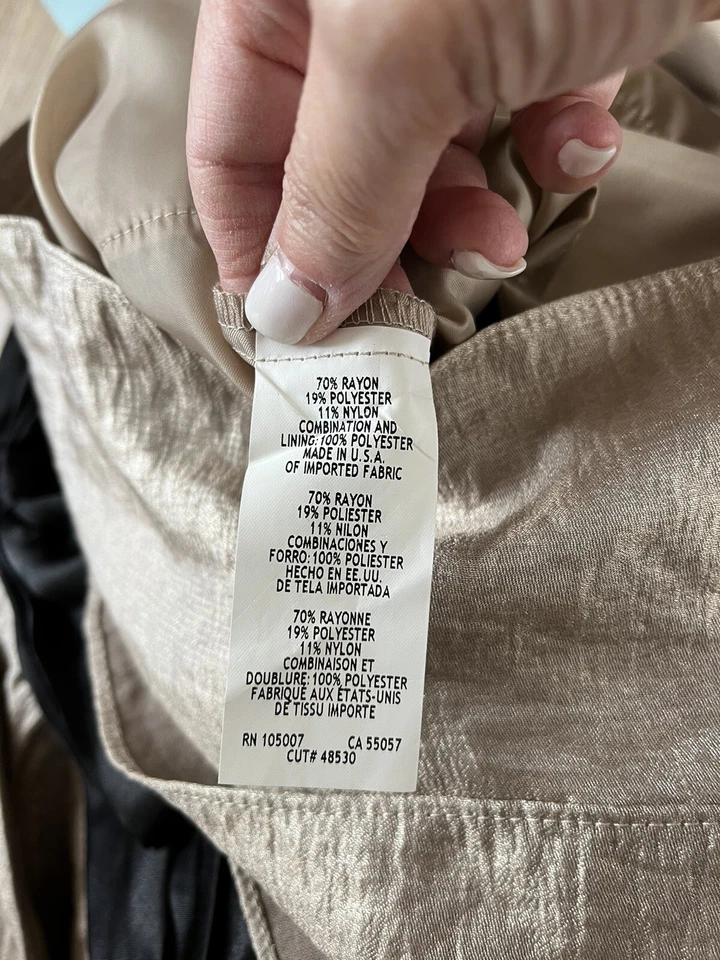 70% RAYON
19% POLYESTER
11% NYLON
COMBINATION AND
LINING: 100% POLYESTER
MADE IN U.S.A.
OF IMPORTED FABRIC
70% RAYON
19% POLIESTER
11% NILON
COMBINACIONES Y
FORRO: 100% POLIESTER
HECHO EN EE.UU.
DE TELA IMPORTADA
70% RAYONNE
19% POLYESTER
11% NYLON
COMBINAISON ET
DOUBLURE: 100% POLYESTER
FABRIQUÉ AUX ÉTATS-UNIS
DE TISSU IMPORTE
RN 105007 CA 55057
CUT# 48530